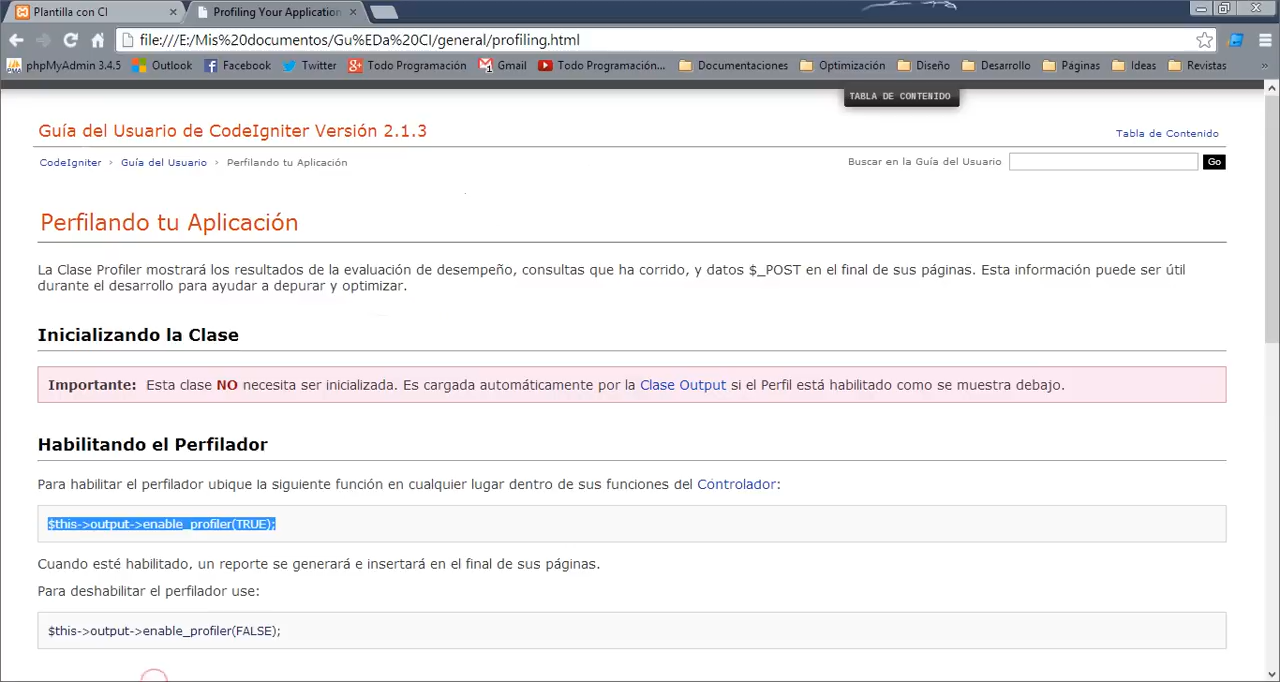 Plantilla con CI
Profiling Your Application
file:///E:/Mis%20documentos/Gu%EDa%20CI/general/profiling.html
phpMyAdmin 3.4.5 Outlook Facebook Twitter Todo Programación Gmail Todo Programación... Documentaciones Optimización Diseño Desarrollo Páginas Ideas Revistas »
TABLA DE CONTENIDO
Guía del Usuario de CodeIgniter Versión 2.1.3
Tabla de Contenido
CodeIgniter › Guía del Usuario › Perfilando tu Aplicación
Buscar en la Guía del Usuario Go
Perfilando tu Aplicación
La Clase Profiler mostrará los resultados de la evaluación de desempeño, consultas que ha corrido, y datos $_POST en el final de sus páginas. Esta información puede ser útil
durante el desarrollo para ayudar a depurar y optimizar.
Inicializando la Clase
Importante: Esta clase NO necesita ser inicializada. Es cargada automáticamente por la Clase Output si el Perfil está habilitado como se muestra debajo.
Habilitando el Perfilador
Para habilitar el perfilador ubique la siguiente función en cualquier lugar dentro de sus funciones del Controlador:
$this->output->enable_profiler(TRUE);
Cuando esté habilitado, un reporte se generará e insertará en el final de sus páginas.
Para deshabilitar el perfilador use:
$this->output->enable_profiler(FALSE);